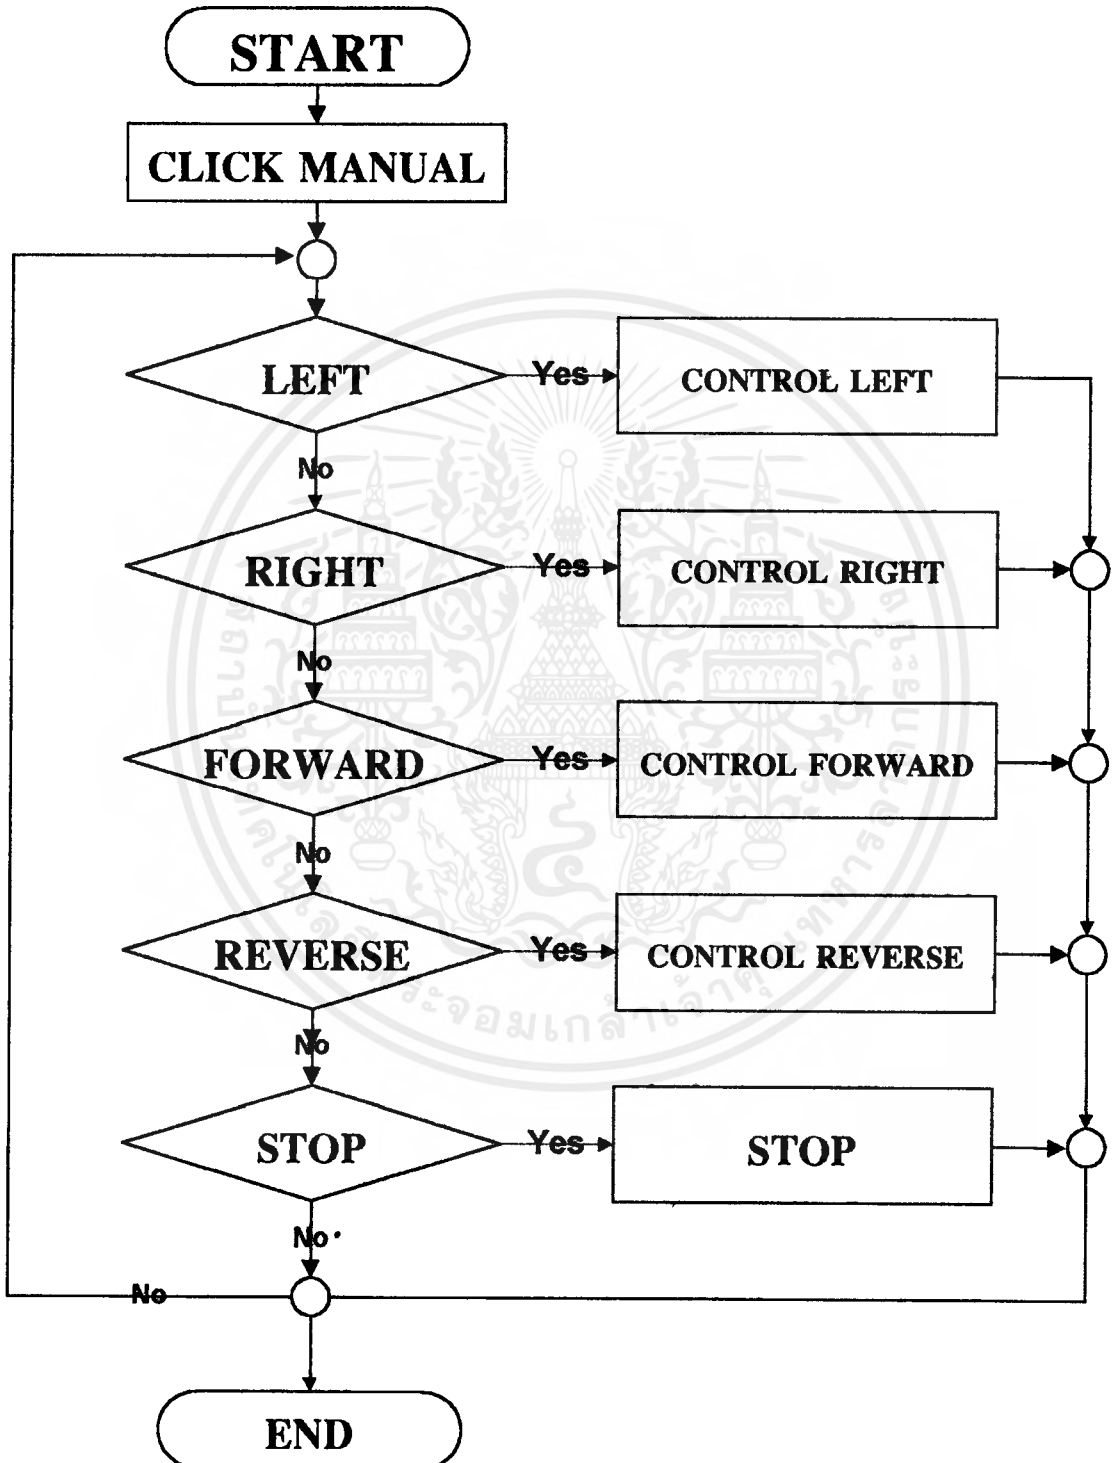 START
CLICK MANUAL
LEFT
Yes
CONTROL LEFT
No
RIGHT
Yes
CONTROL RIGHT
No
FORWARD
Yes
CONTROL FORWARD
No
REVERSE
Yes
CONTROL REVERSE
No
STOP
Yes
STOP
No
No
END